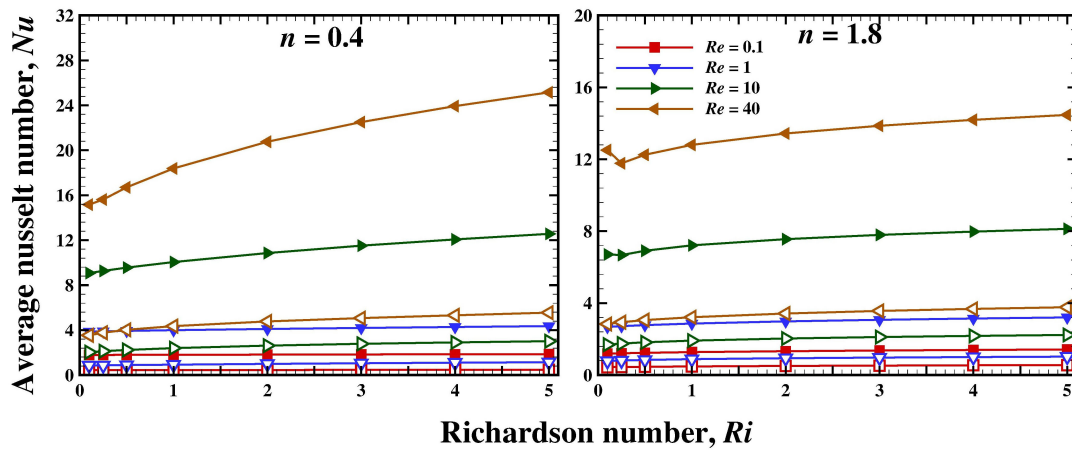 Average nusselt number, Nu
n = 0.4
32
28
24
20
16
12
8
4
0
0 1 2 3 4 5
n = 1.8
Re = 0.1
Re = 1
Re = 10
Re = 40
20
16
12
8
4
0
0 1 2 3 4 5
Richardson number, Ri